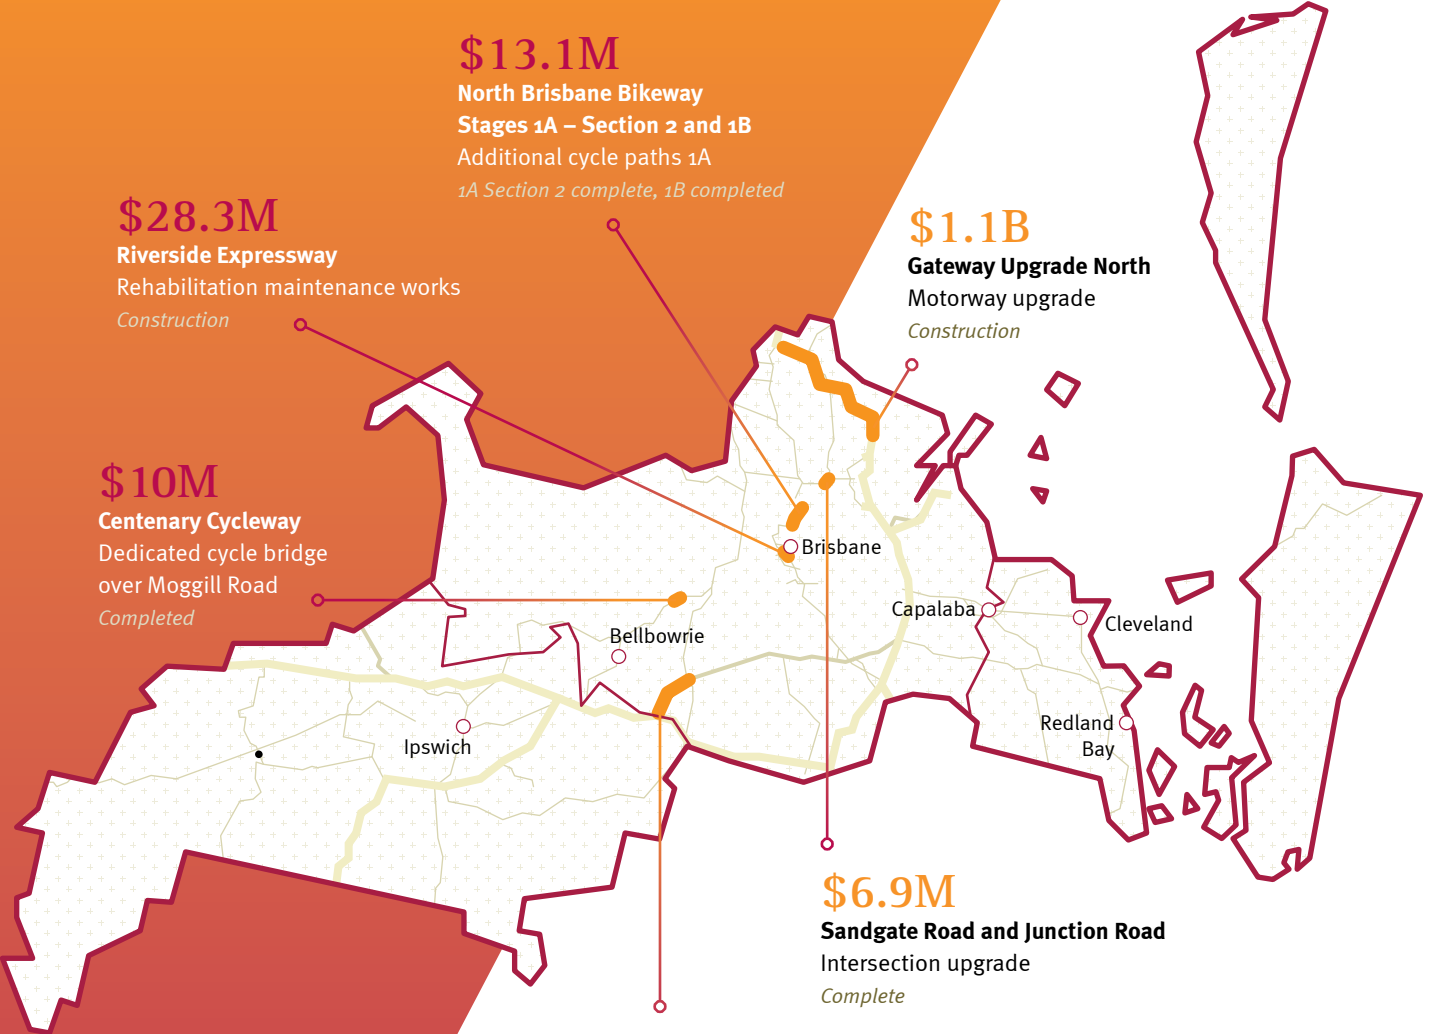 $13.1M
North Brisbane Bikeway
Stages 1A – Section 2 and 1B
Additional cycle paths 1A
1A Section 2 complete, 1B completed
$28.3M
Riverside Expressway
Rehabilitation maintenance works
Construction
$1.1B
Gateway Upgrade North
Motorway upgrade
Construction
$10M
Centenary Cycleway
Dedicated cycle bridge
over Moggill Road
Completed
Brisbane
Capalaba
Cleveland
Bellbowrie
Redland
Bay
Ipswich
$6.9M
Sandgate Road and Junction Road
Intersection upgrade
Complete